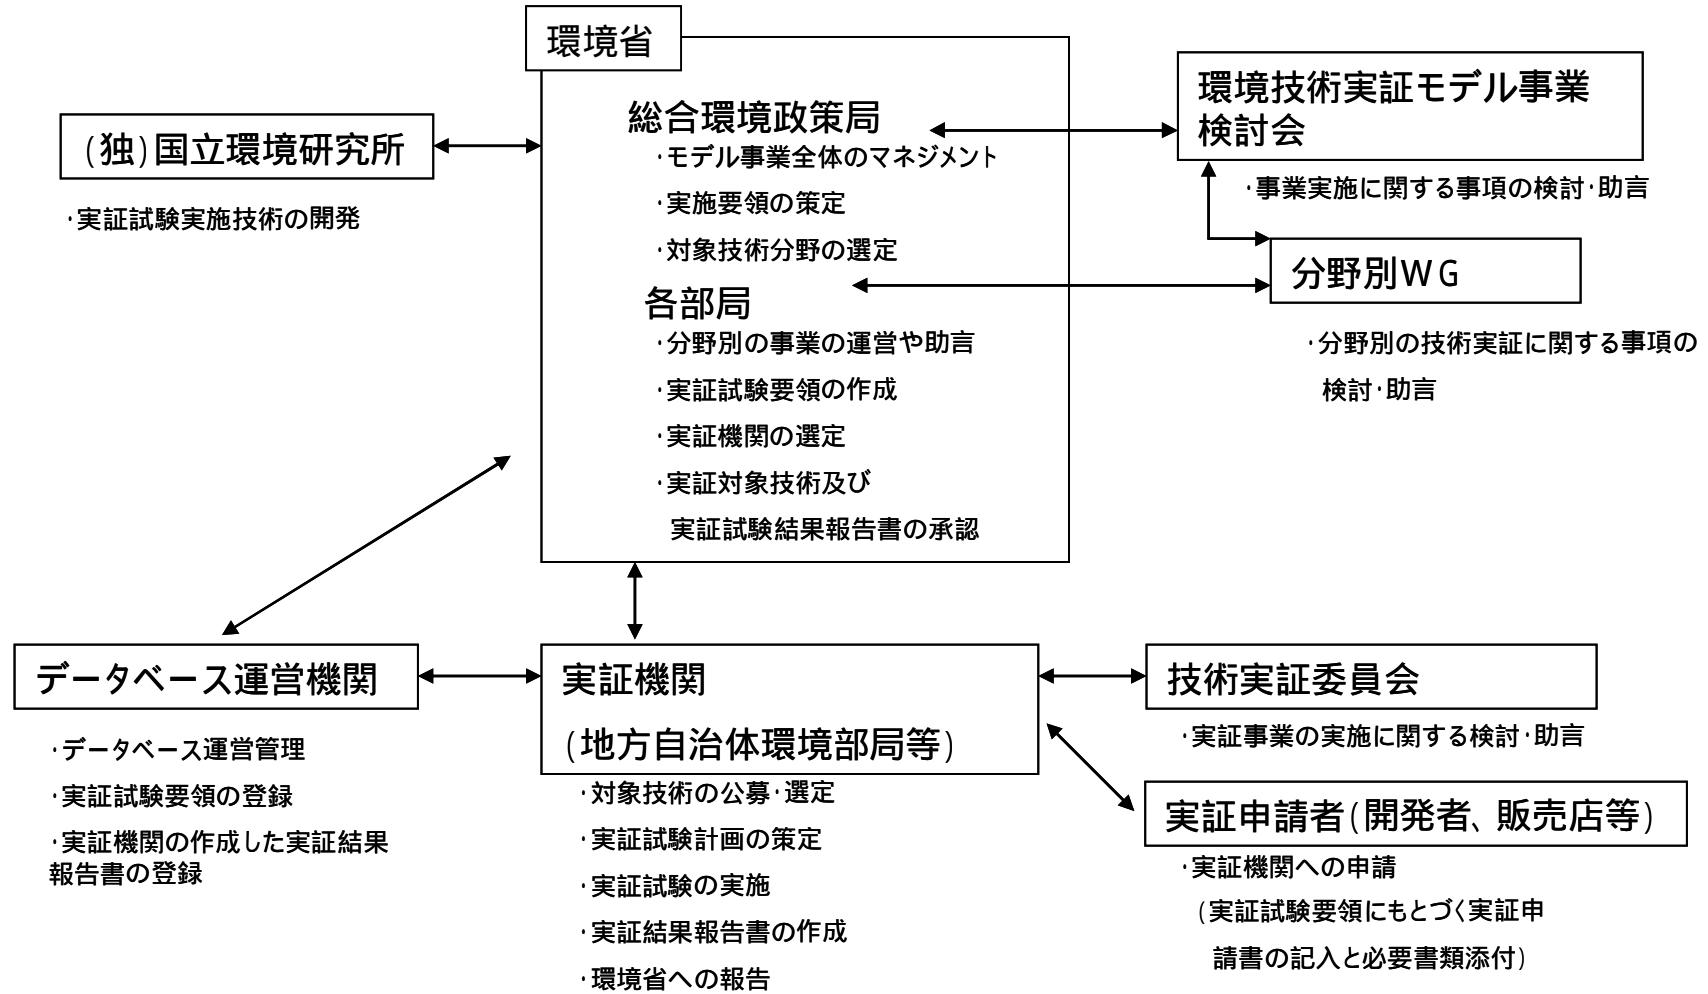 環境省
総合環境政策局
・モデル事業全体のマネジメント
・実施要領の策定
・対象技術分野の選定
各部局
・分野別の事業の運営や助言
・実証試験要領の作成
・実証機関の選定
・実証対象技術及び
実証試験結果報告書の承認
(独)国立環境研究所
・実証試験実施技術の開発
環境技術実証モデル事業
検討会
・事業実施に関する事項の検討・助言
分野別WG
・分野別の技術実証に関する事項の
検討・助言
データベース運営機関
・データベース運営管理
・実証試験要領の登録
・実証機関の作成した実証結果
報告書の登録
実証機関
(地方自治体環境部局等)
・対象技術の公募・選定
・実証試験計画の策定
・実証試験の実施
・実証結果報告書の作成
・環境省への報告
技術実証委員会
・実証事業の実施に関する検討・助言
実証申請者(開発者、販売店等)
・実証機関への申請
(実証試験要領にもとづく実証申
請書の記入と必要書類添付)